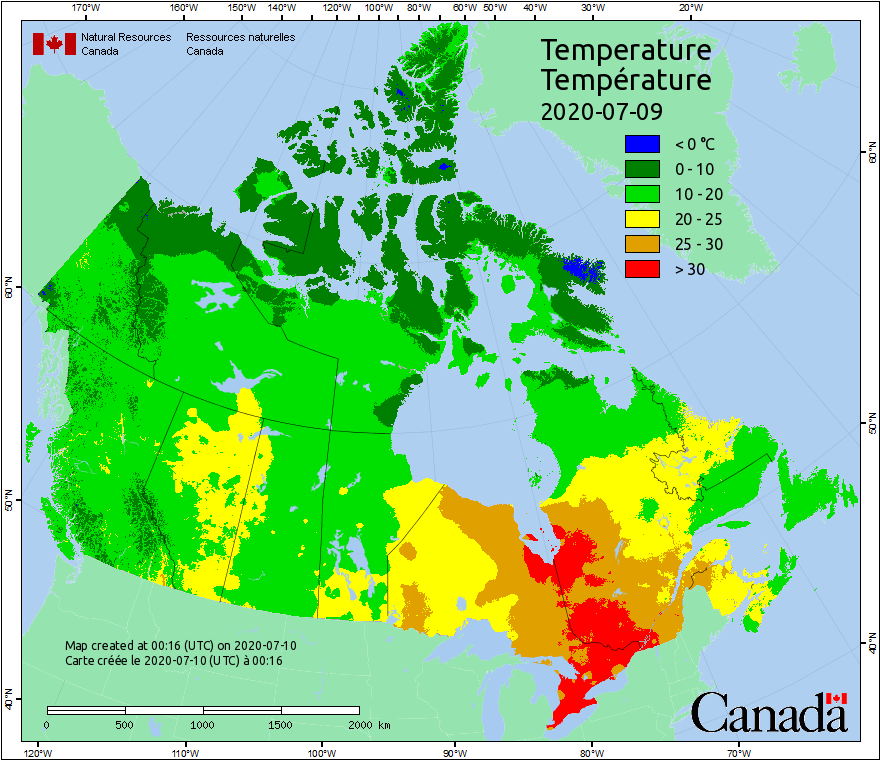 170°W 160°W 150°W 140°W 130°W 120°W 110°W 100°W 90°W 80°W 70°W 60°W 50°W 40°W 30°W 20°W
Natural Resources Ressources naturelles
Canada Canada
Temperature
Température
2020-07-09
< 0 °C
0 - 10
10 - 20
20 - 25
25 - 30
> 30
60°N
60°N
50°N
50°N
40°N
40°N
Map created at 00:16 (UTC) on 2020-07-10
Carte créée le 2020-07-10 (UTC) à 00:16
0 500 1000 1500 2000 km
Canada
120°W 110°W 100°W 90°W 80°W 70°W